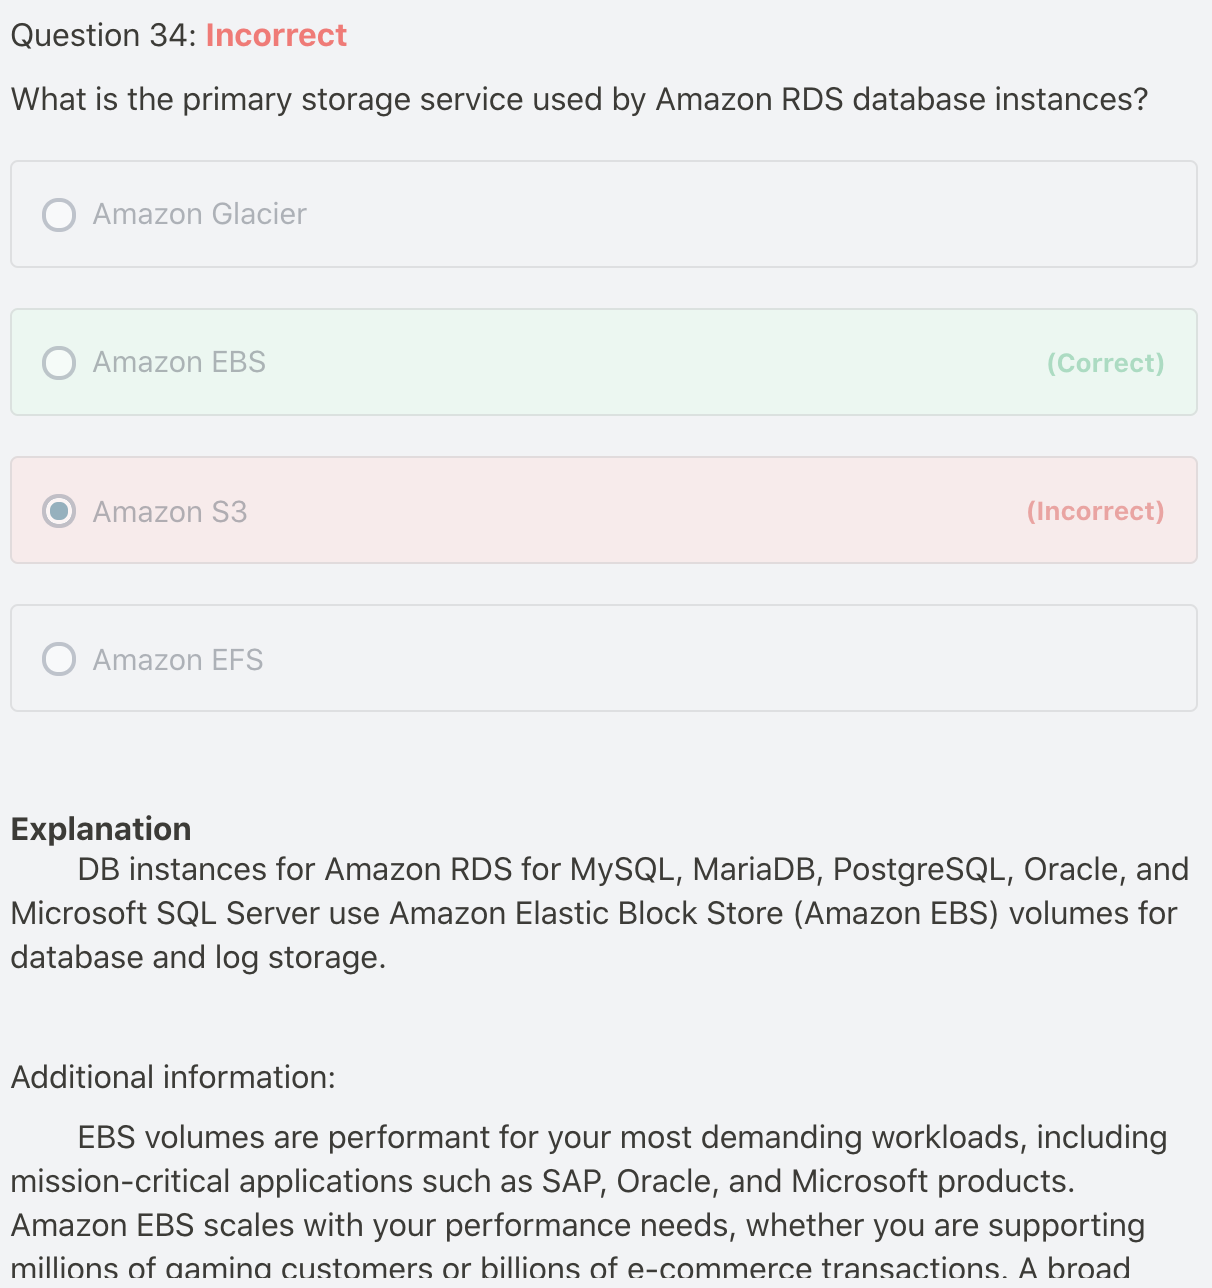 Question 34: Incorrect
What is the primary storage service used by Amazon RDS database instances?
Amazon Glacier
Amazon EBS (Correct)
Amazon S3 (Incorrect)
Amazon EFS
Explanation
DB instances for Amazon RDS for MySQL, MariaDB, PostgreSQL, Oracle, and
Microsoft SQL Server use Amazon Elastic Block Store (Amazon EBS) volumes for
database and log storage.
Additional information:
EBS volumes are performant for your most demanding workloads, including
mission-critical applications such as SAP, Oracle, and Microsoft products.
Amazon EBS scales with your performance needs, whether you are supporting
millions of gaming customers or billions of e-commerce transactions. A broad